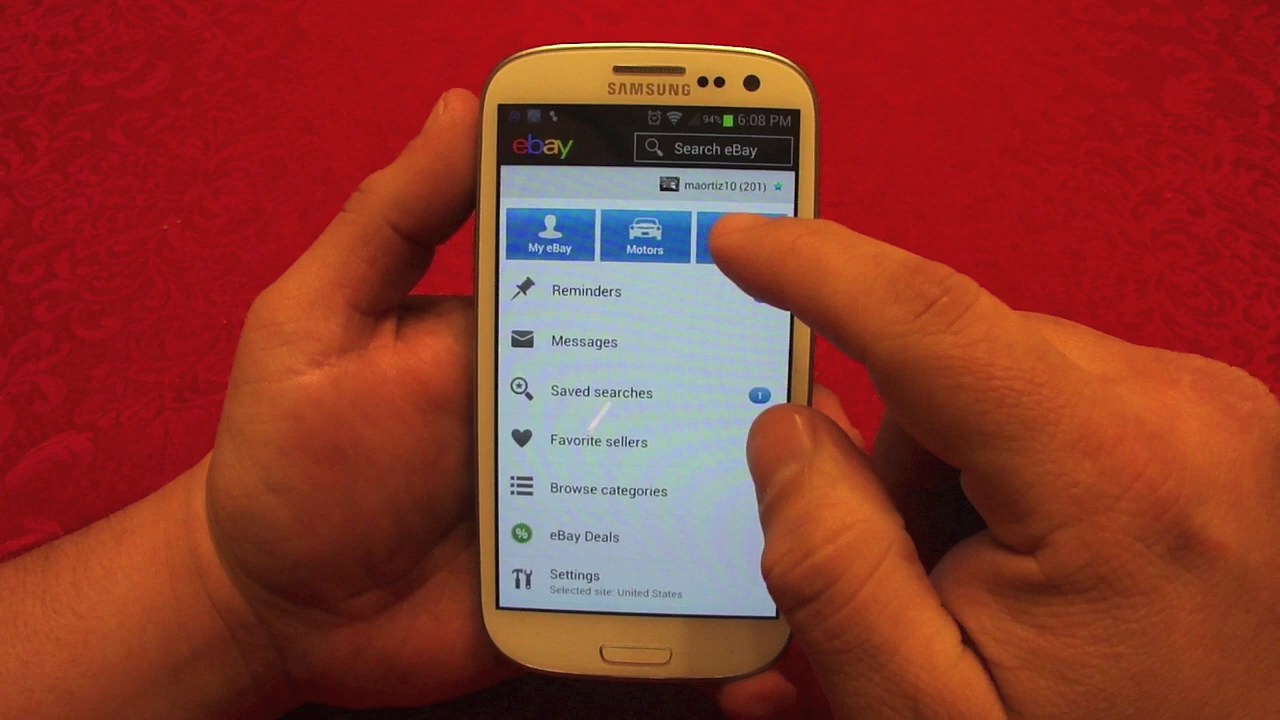 SAMSUNG
94% 6:08 PM
ebay Search eBay
maortiz10 (201)
My eBay Motors
Reminders
Messages
Saved searches 1
Favorite sellers
Browse categories
% eBay Deals
Settings
Selected site: United States